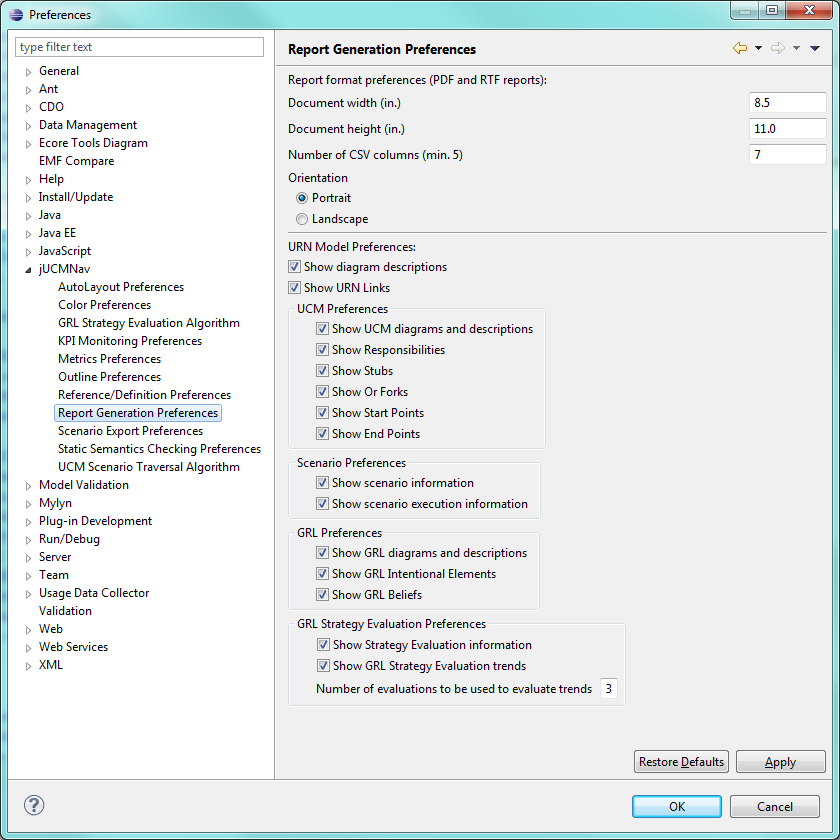 Preferences
type filter text
General
Ant
CDO
Data Management
Ecore Tools Diagram
EMF Compare
Help
Install/Update
Java
Java EE
JavaScript
jUCMNav
AutoLayout Preferences
Color Preferences
GRL Strategy Evaluation Algorithm
KPI Monitoring Preferences
Metrics Preferences
Outline Preferences
Reference/Definition Preferences
Report Generation Preferences
Scenario Export Preferences
Static Semantics Checking Preferences
UCM Scenario Traversal Algorithm
Model Validation
Mylyn
Plug-in Development
Run/Debug
Server
Team
Usage Data Collector
Validation
Web
Web Services
XML
Report Generation Preferences
Report format preferences (PDF and RTF reports):
Document width (in.) 8.5
Document height (in.) 11.0
Number of CSV columns (min. 5) 7
Orientation
Portrait
Landscape
URN Model Preferences:
Show diagram descriptions
Show URN Links
UCM Preferences
Show UCM diagrams and descriptions
Show Responsibilities
Show Stubs
Show Or Forks
Show Start Points
Show End Points
Scenario Preferences
Show scenario information
Show scenario execution information
GRL Preferences
Show GRL diagrams and descriptions
Show GRL Intentional Elements
Show GRL Beliefs
GRL Strategy Evaluation Preferences
Show Strategy Evaluation information
Show GRL Strategy Evaluation trends
Number of evaluations to be used to evaluate trends 3
Restore Defaults Apply
? OK Cancel